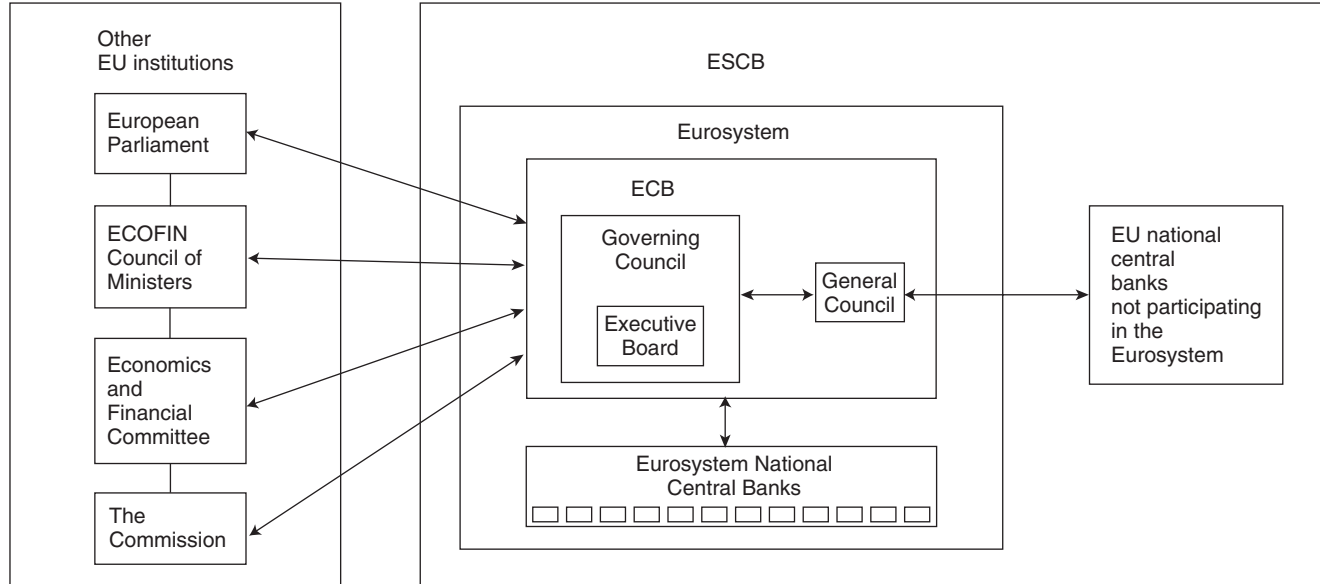 Other
EU institutions
European
Parliament
ECOFIN
Council of
Ministers
Economics
and
Financial
Committee
The
Commission
ESCB
Eurosystem
ECB
Governing
Council
Executive
Board
General
Council
Eurosystem National
Central Banks
EU national
central
banks
not participating
in the
Eurosystem